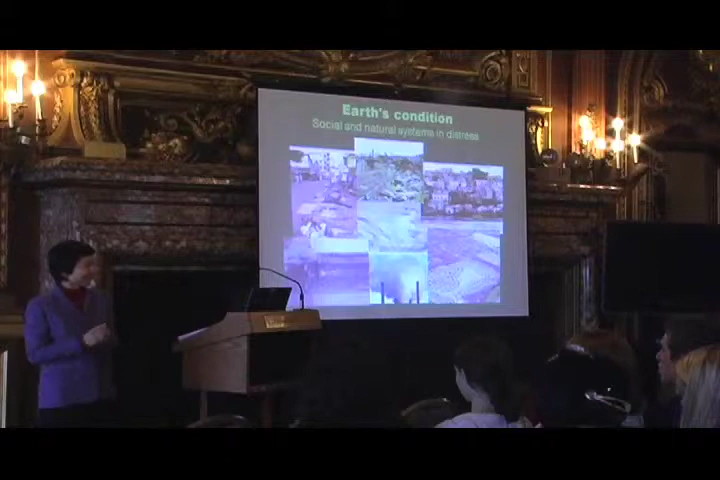 Earth's condition
Social and natural systems in distress